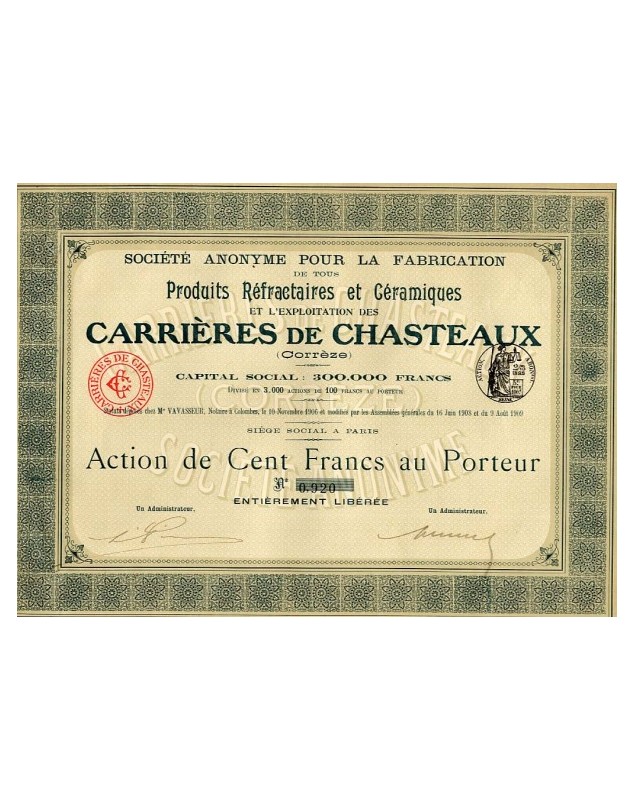 SOCIÉTÉ ANONYME POUR LA FABRICATION
DE TOUS
Produits Réfractaires et Céramiques
ET L'EXPLOITATION DES
CARRIÈRES DE CHASTEAUX
(Corrèze)
CARRIÈRES DE CHASTEAUX
CAPITAL SOCIAL: 300.000 FRANCS
DIVISÉ EN 3.000 ACTIONS DE 100 FRANCS AU PORTEUR
Statuts déposés chez Me VAVASSEUR, Notaire à Colombes, le 10 Novembre 1906 et modifié par les Assemblées générales du 16 Juin 1908 et du 9 Août 1909
SIÈGE SOCIAL A PARIS
Action de Cent Francs au Porteur
No 0.920
ENTIÈREMENT LIBÉRÉE
Un Administrateur. Un Administrateur.